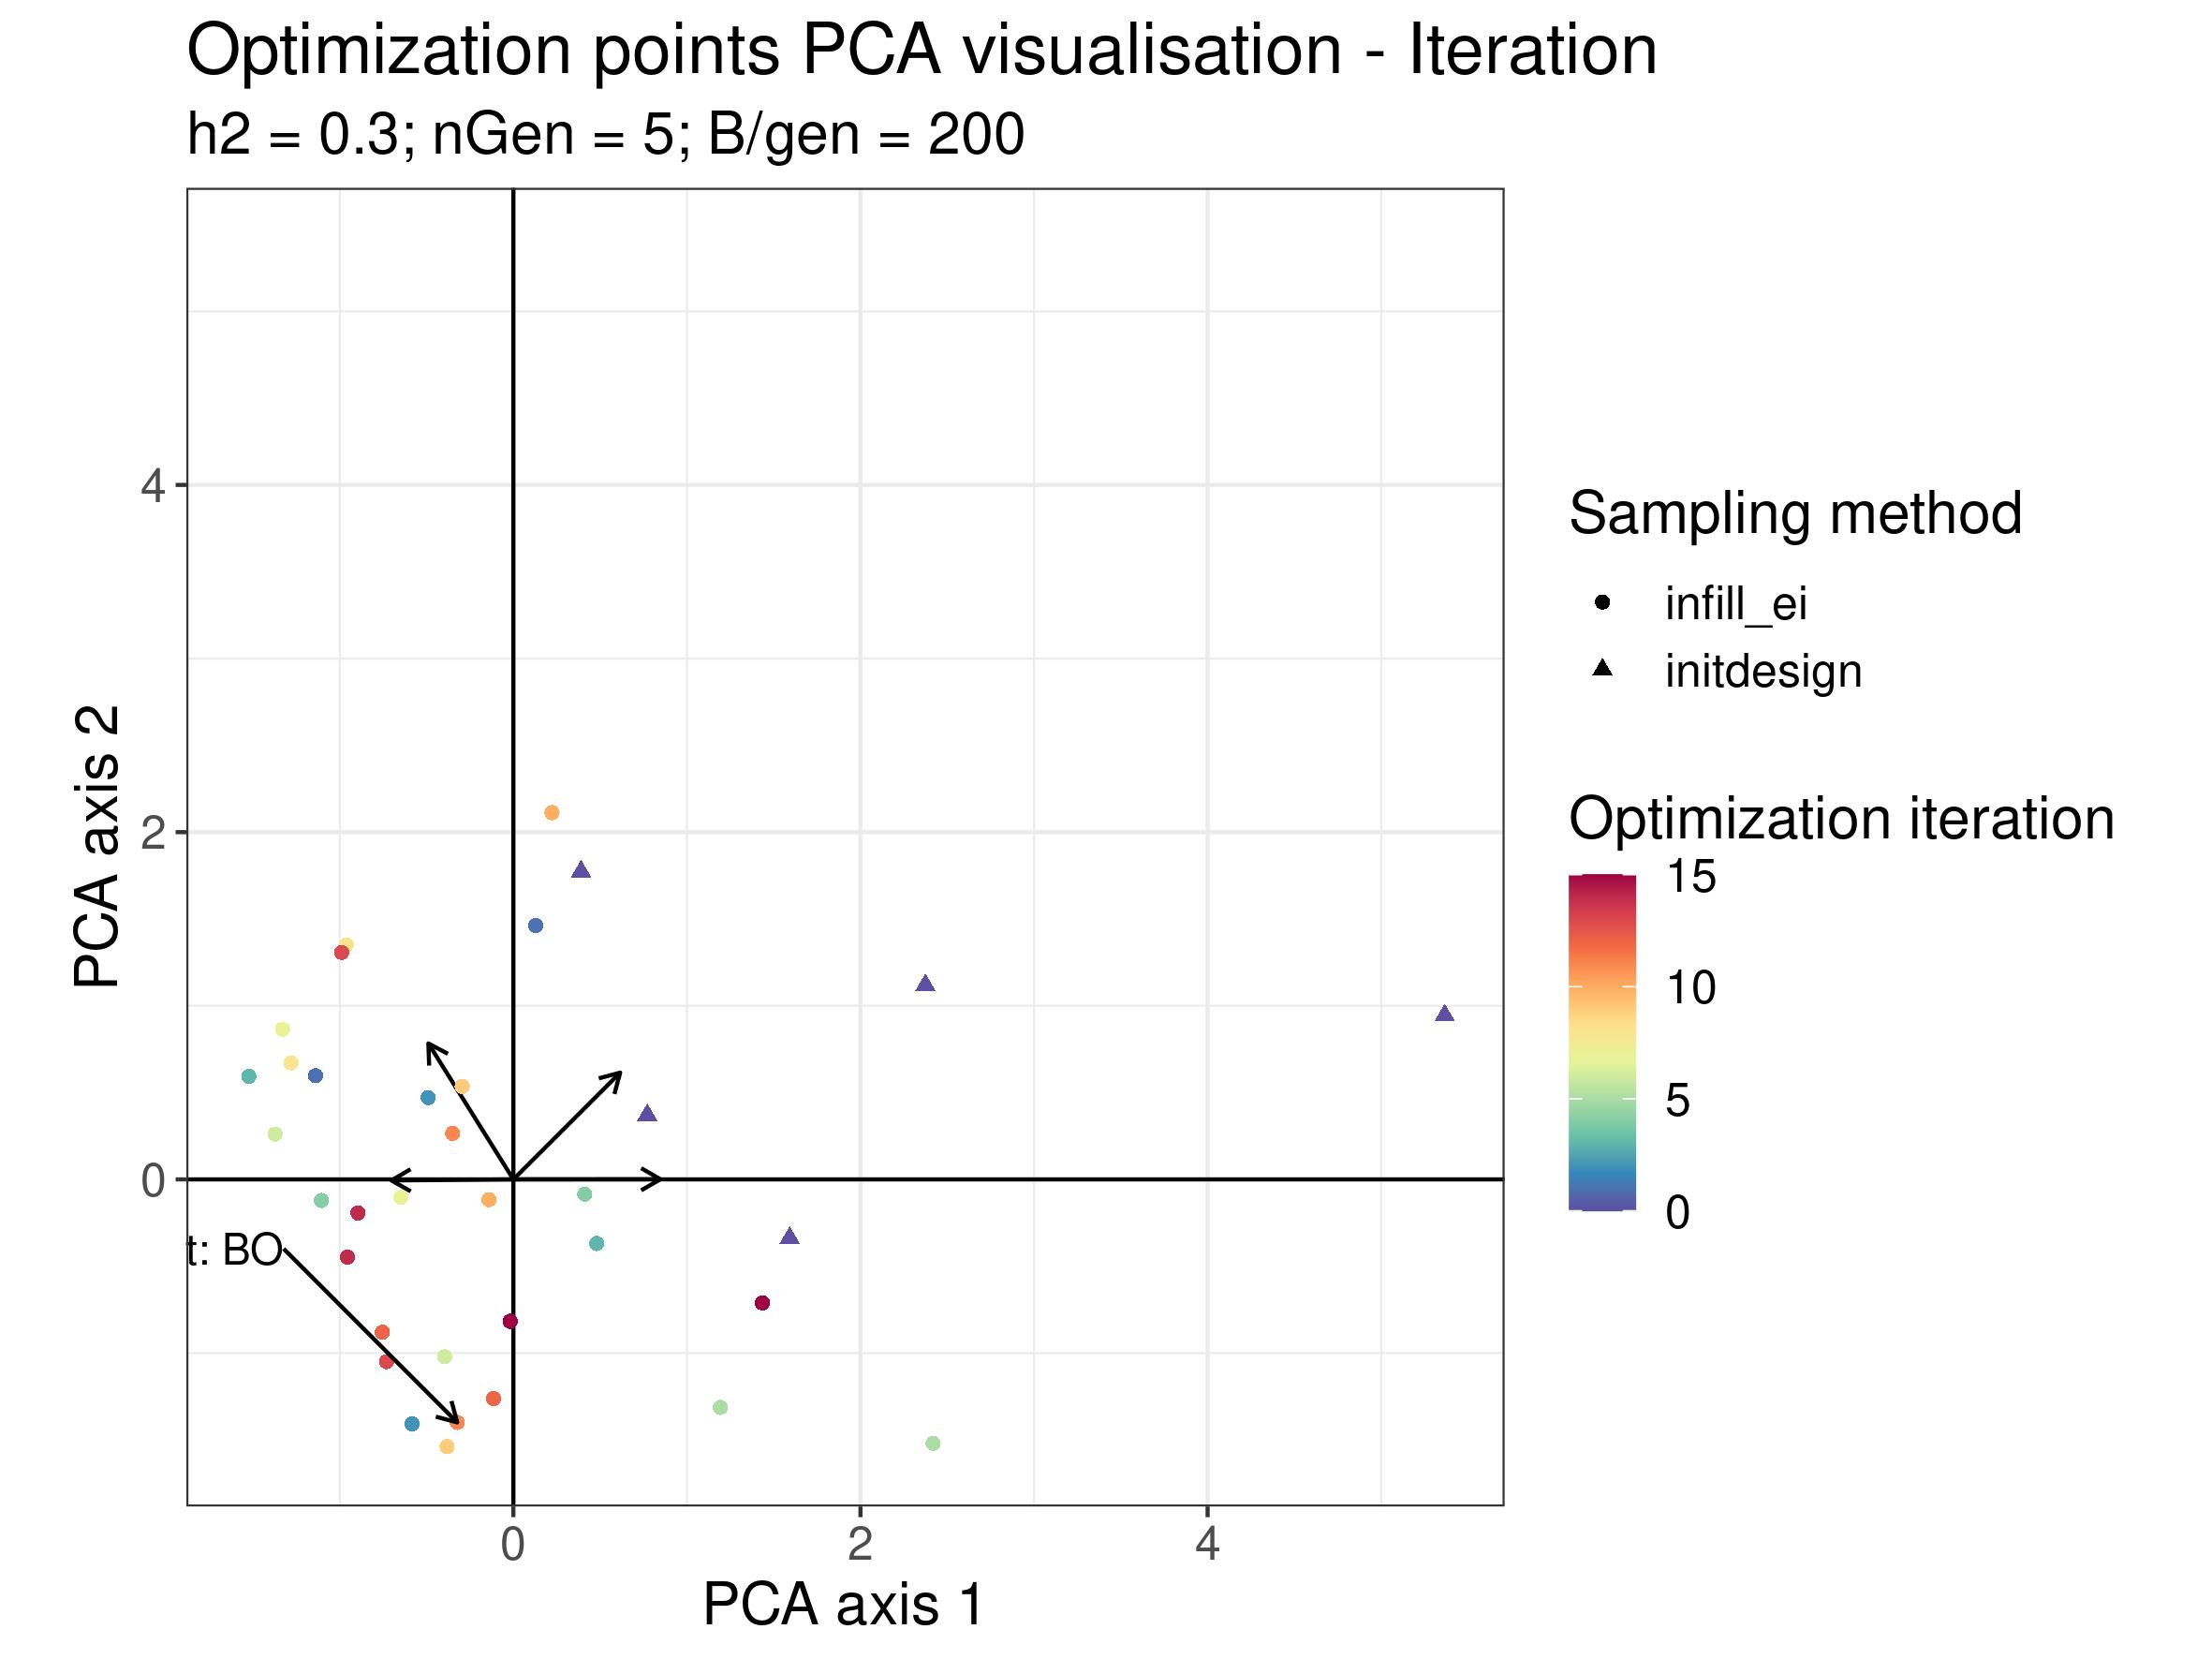 Optimization points PCA visualisation - Iteration
h2 = 0.3; nGen = 5; B/gen = 200
PCA axis 2
4
2
0
t: BO
0
2
4
PCA axis 1
Sampling method
infill_ei
initdesign
Optimization iteration
15
10
5
0